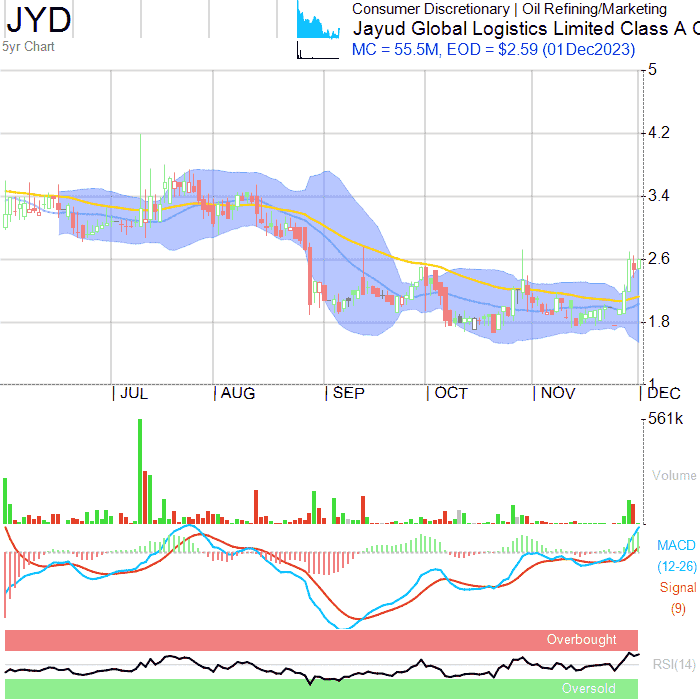 JYD
5yr Chart
Consumer Discretionary | Oil Refining/Marketing
Jayud Global Logistics Limited Class A O
MC = 55.5M, EOD = $2.59 (01Dec2023)
5
4.2
3.4
2.6
1.8
1
JUL AUG SEP OCT NOV DEC
561k
Volume
MACD
(12-26)
Signal
(9)
Overbought
RSI(14)
Oversold